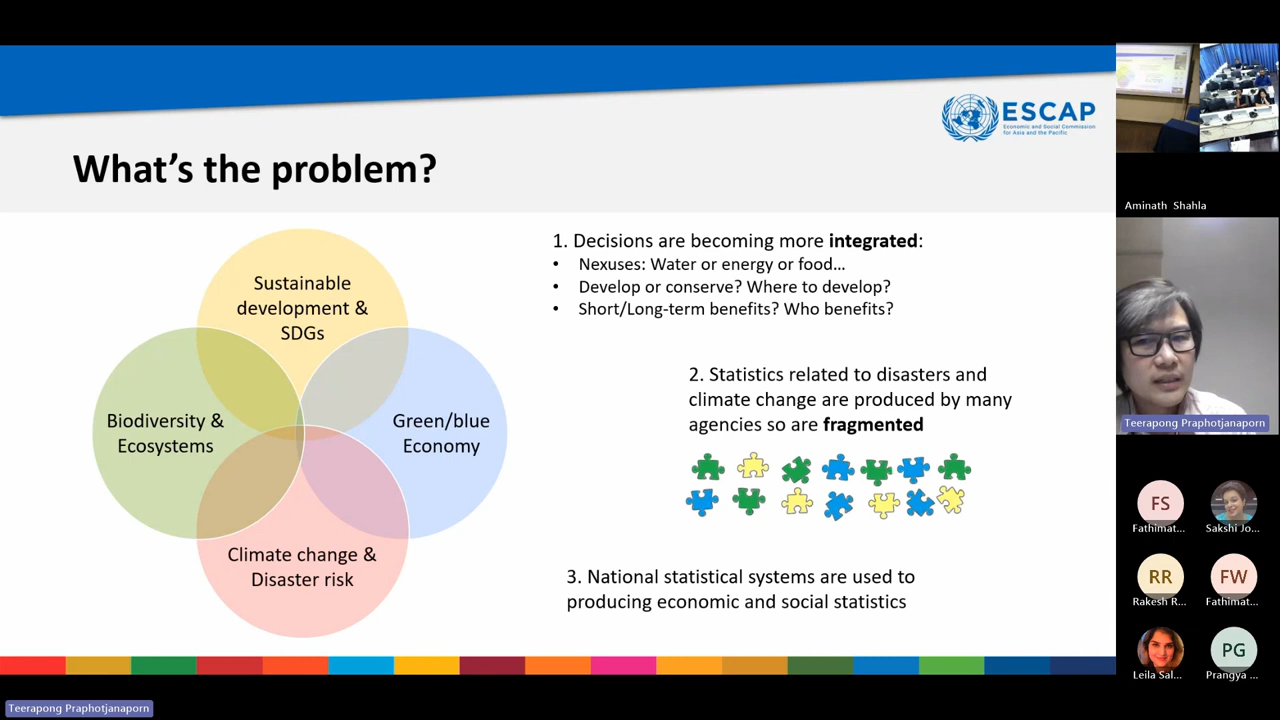 ESCAP
Economic and Social Commission
for Asia and the Pacific
What's the problem?
Sustainable
development &
SDGs
Biodiversity &
Ecosystems
Green/blue
Economy
Climate change &
Disaster risk
1. Decisions are becoming more integrated:
• Nexuses: Water or energy or food…
• Develop or conserve? Where to develop?
• Short/Long-term benefits? Who benefits?
2. Statistics related to disasters and
climate change are produced by many
agencies so are fragmented
3. National statistical systems are used to
producing economic and social statistics
Teerapong Praphotjanaporn
Aminath Shahla
Teerapong Praphotjanaporn
FS
Fathimat...
Sakshi Jo...
RR
Rakesh R...
FW
Fathimat...
Leila Sal...
PG
Prangya ...